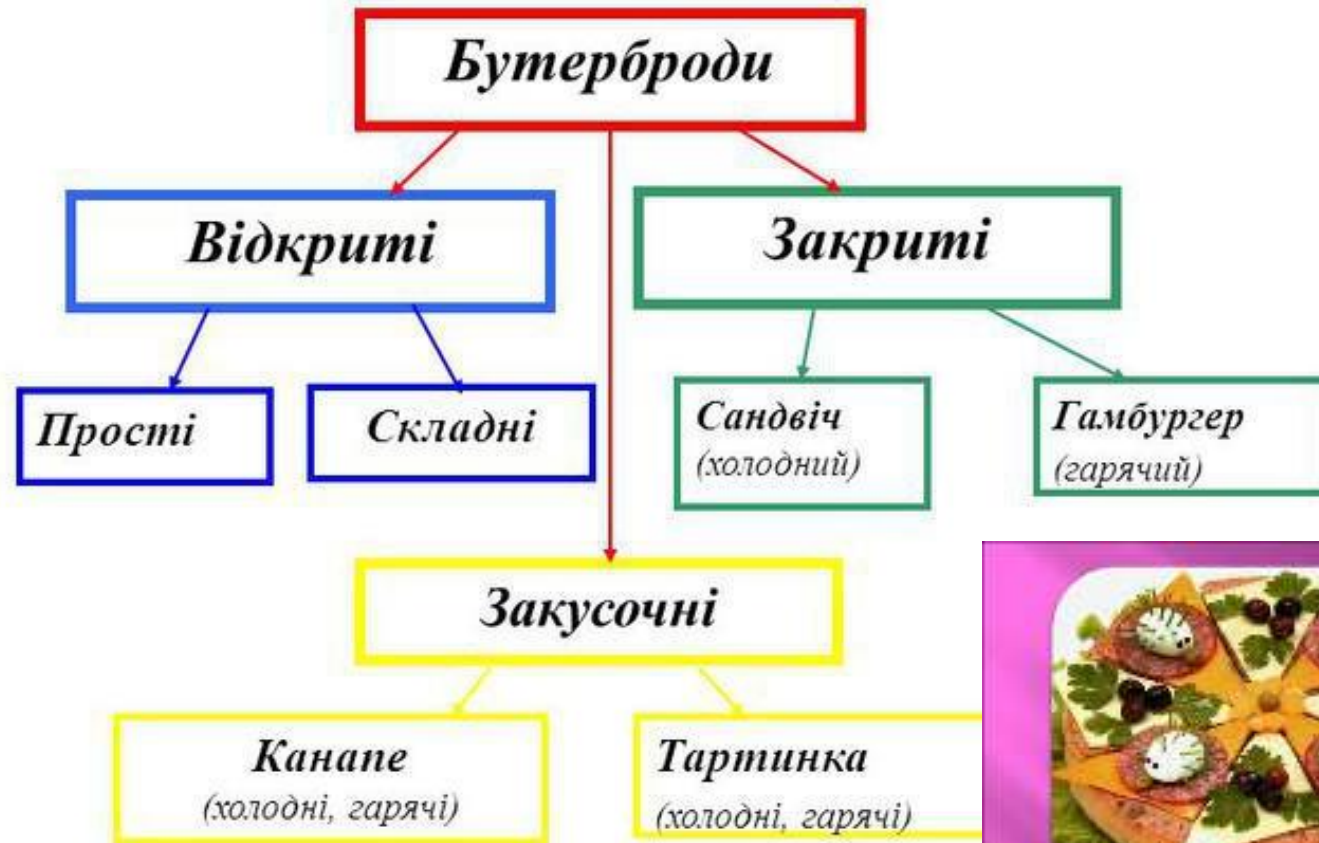 Бутерброди
Відкриті
Закриті
Прості
Складні
Сандвіч
(холодний)
Гамбургер
(гарячий)
Закусочні
Канапе
(холодні, гарячі)
Тартинка
(холодні, гарячі)